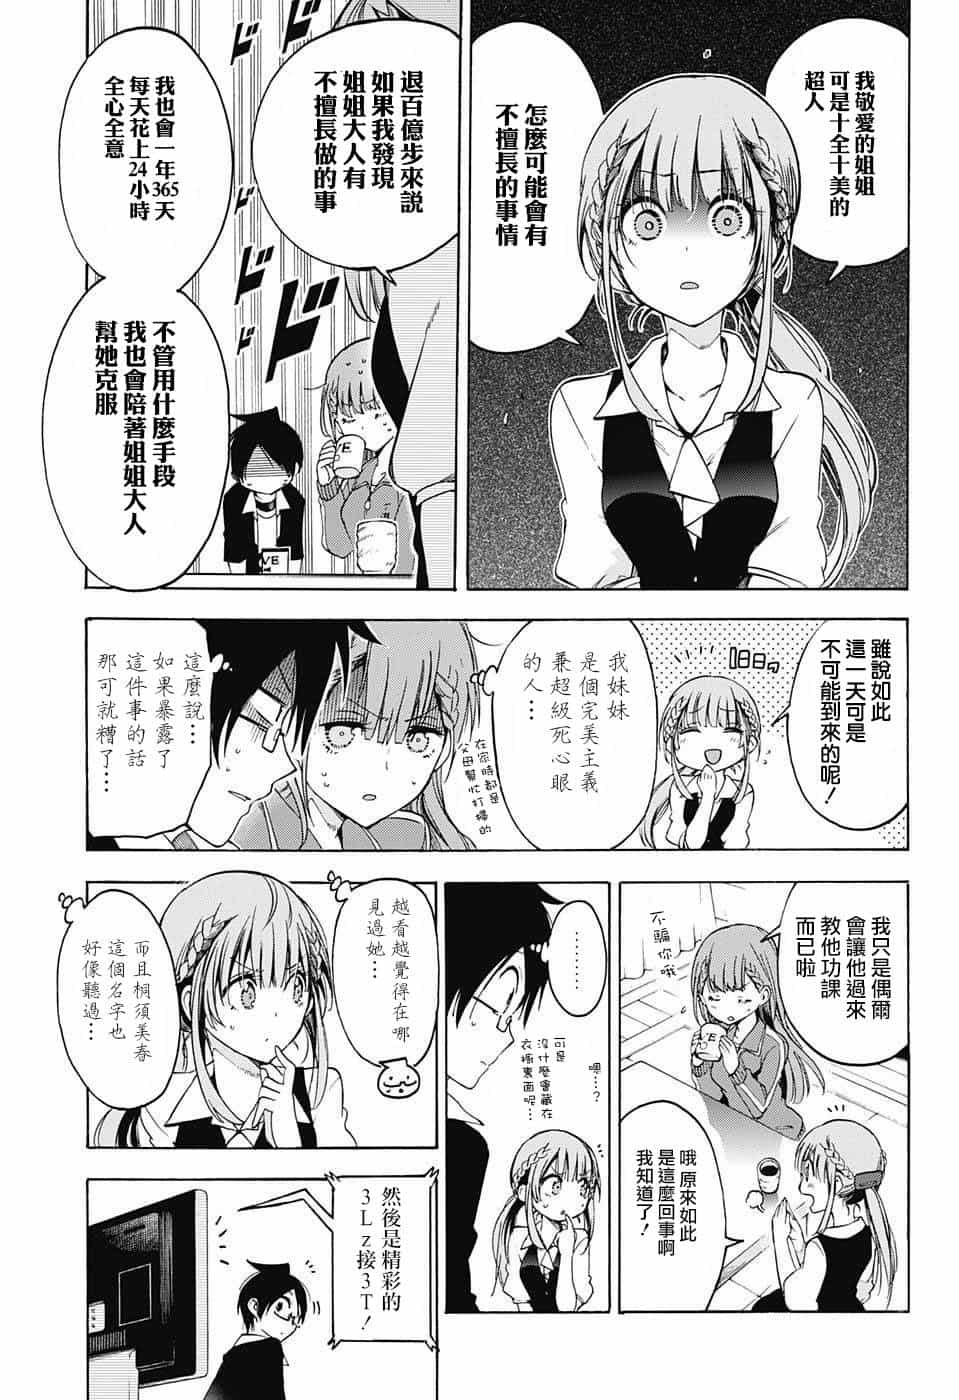 我敬愛的姐姐
可是十全十美的
超人
怎麼可能會有
不擅長的事情
退百億步來說
如果我發現
姐姐大人有
不擅長做的事
我也會一年365天
每天花上24小時
全心全意
不管用什麼手段
我也會陪著姐姐大人
幫她克服
ドドドド
E
VE
雖說如此
這一天可是
不可能到來的呢!
我妹妹
是個完美主義
兼超級死心眼
的人…
在家時都是
父母幫忙打掃的
這麼說…
如果暴露了
這件事的話
那可就糟了…
我只是偶爾
會讓他過來
教他功課
而已啦
不騙你哦
哦 原來如此
是這麼回事啊
我知道了!
……
嗯…?
可是
沒什麼會藏在
衣櫥裏面呢…
越看越覺得在哪
見過她…
而且桐須美春
這個名字也
好像聽過…
然後是精彩的
3Lz接3T!